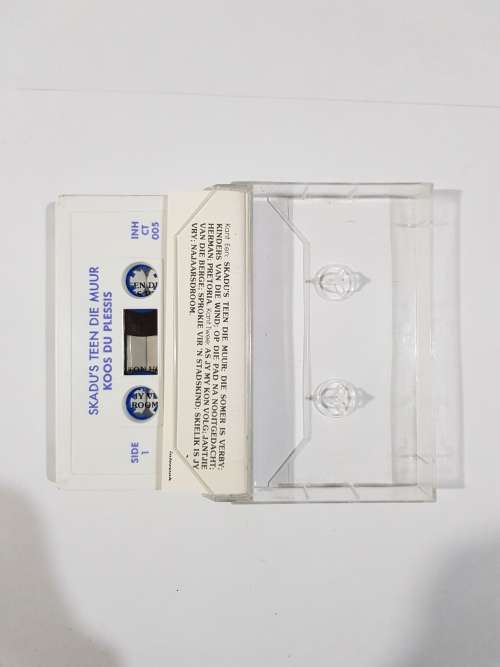 SKADU'S TEEN DIE MUUR
KOOS DU PLESSIS
SIDE
1
INH
CT
005
Kant Een: SKADU'S TEEN DIE MUUR; DIE SOMER IS VERBY;
KINDERS VAN DIE WIND; OP DIE PAD NA NOOITGEDACHT;
HERMAN; PRETORIA. Kant Twee: AS JY MY KON VOLG; JANTJIE
VAN DIE BERGE; SPROKIE VIR 'N STADSKIND; SKIELIK IS JY
VRY; NAJAARSDROOM.